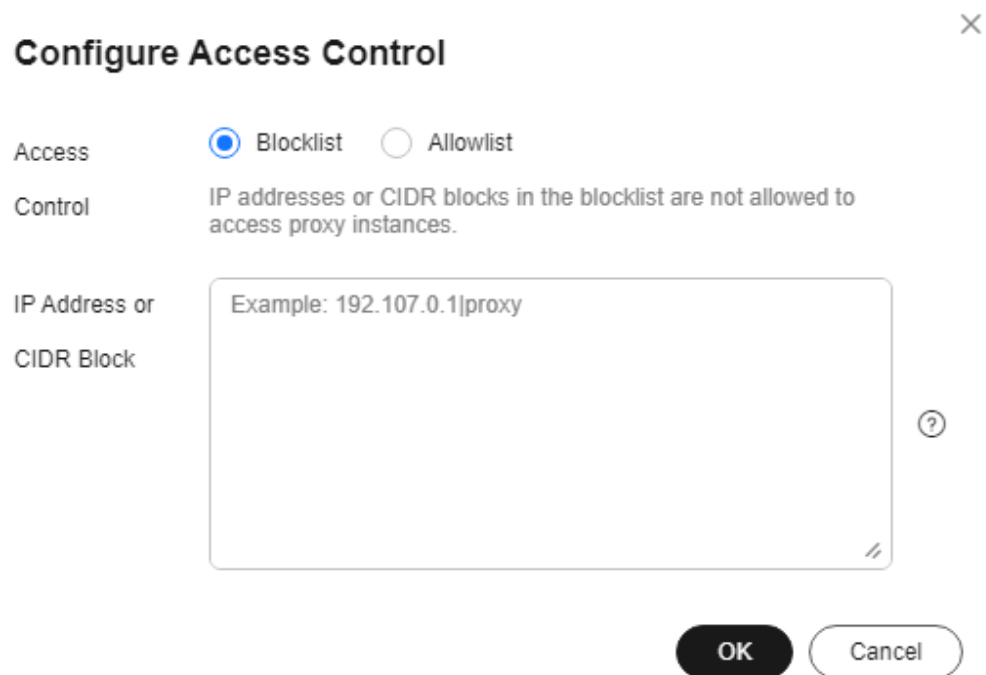 Configure Access Control
Access
Control
Blocklist Allowlist
IP addresses or CIDR blocks in the blocklist are not allowed to
access proxy instances.
IP Address or
CIDR Block
Example: 192.107.0.1|proxy
?
OK Cancel